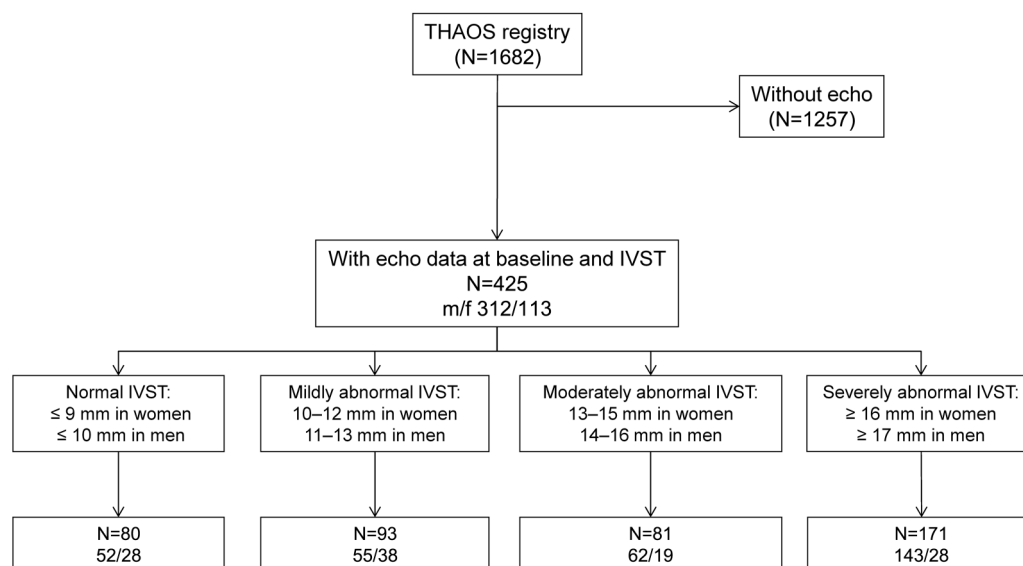 THAOS registry
(N=1682)
Without echo
(N=1257)
With echo data at baseline and IVST
N=425
m/f 312/113
Normal IVST:
≤ 9 mm in women
≤ 10 mm in men
Mildly abnormal IVST:
10–12 mm in women
11–13 mm in men
Moderately abnormal IVST:
13–15 mm in women
14–16 mm in men
Severely abnormal IVST:
≥ 16 mm in women
≥ 17 mm in men
N=80
52/28
N=93
55/38
N=81
62/19
N=171
143/28